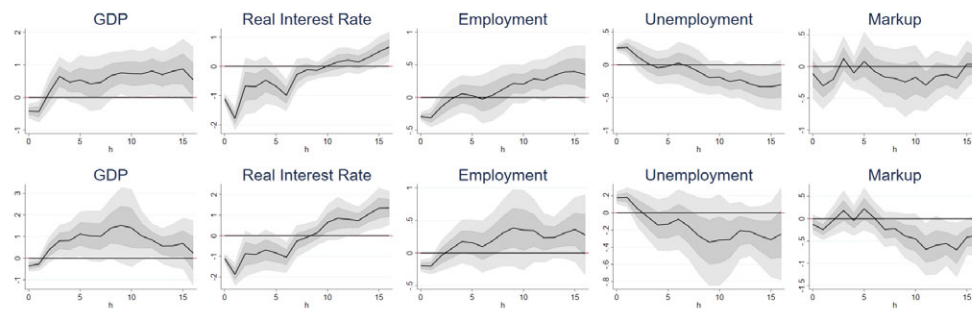 GDP Real Interest Rate Employment Unemployment Markup
2 1 .5 .5 .5
1 0 0 0 0
0 -1 -.5 -.5
-1 -2 -.5 -1 -1
0 5 10 15 0 5 10 15 0 5 10 15 0 5 10 15 0 5 10 15
h h h h h
GDP Real Interest Rate Employment Unemployment Markup
3 2 1 .2 .5
2 1 .5 0 0
1 0 -.2 -.5
0 -1 0 -.4 -1
-1 -2 -.6 -1.5
-.8
0 5 10 15 0 5 10 15 0 5 10 15 0 5 10 15 0 5 10 15
h h h h h